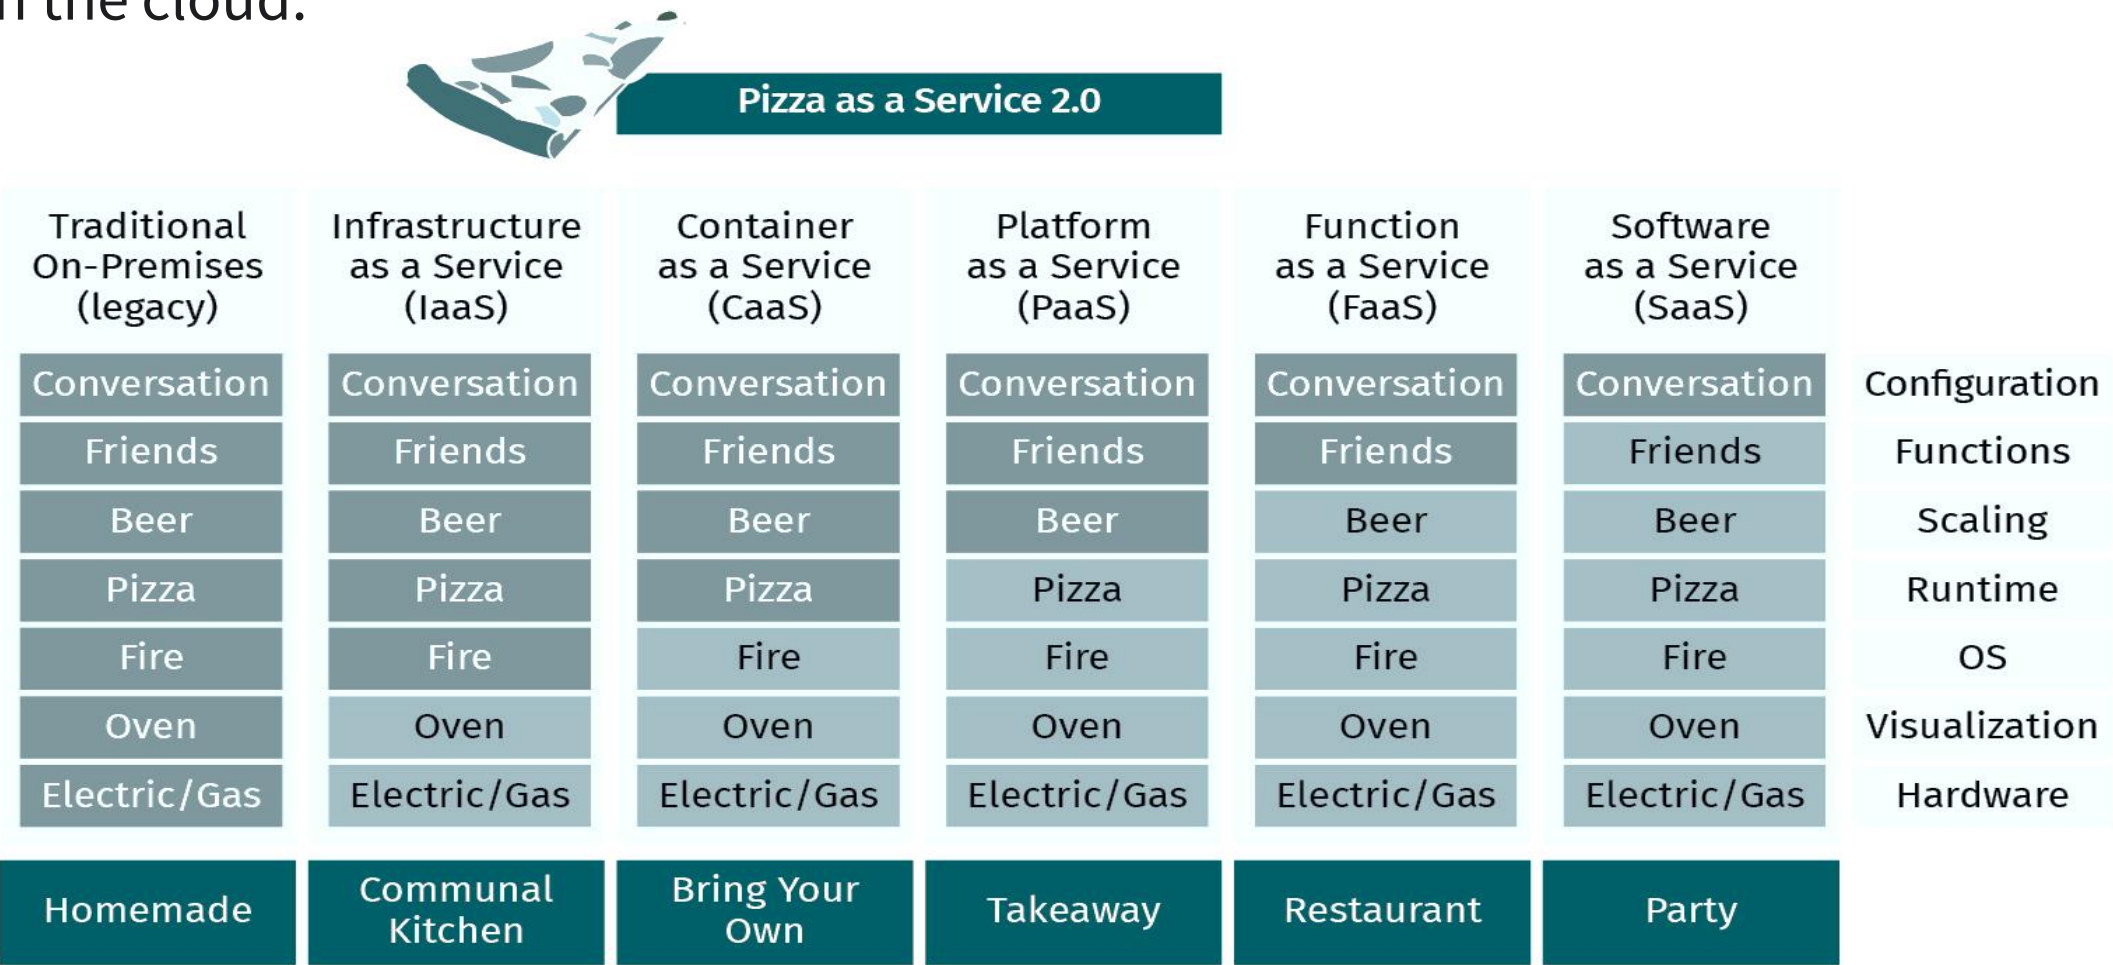 n the cloud.
Pizza as a Service 2.0
Traditional
On-Premises
(legacy)
Infrastructure
as a Service
(IaaS)
Container
as a Service
(CaaS)
Platform
as a Service
(PaaS)
Function
as a Service
(FaaS)
Software
as a Service
(SaaS)
Conversation Conversation Conversation Conversation Conversation Conversation Configuration
Friends Friends Friends Friends Friends Friends Functions
Beer Beer Beer Beer Beer Beer Scaling
Pizza Pizza Pizza Pizza Pizza Pizza Runtime
Fire Fire Fire Fire Fire Fire OS
Oven Oven Oven Oven Oven Oven Visualization
Electric/Gas Electric/Gas Electric/Gas Electric/Gas Electric/Gas Electric/Gas Hardware
Homemade
Communal
Kitchen
Bring Your
Own
Takeaway
Restaurant
Party